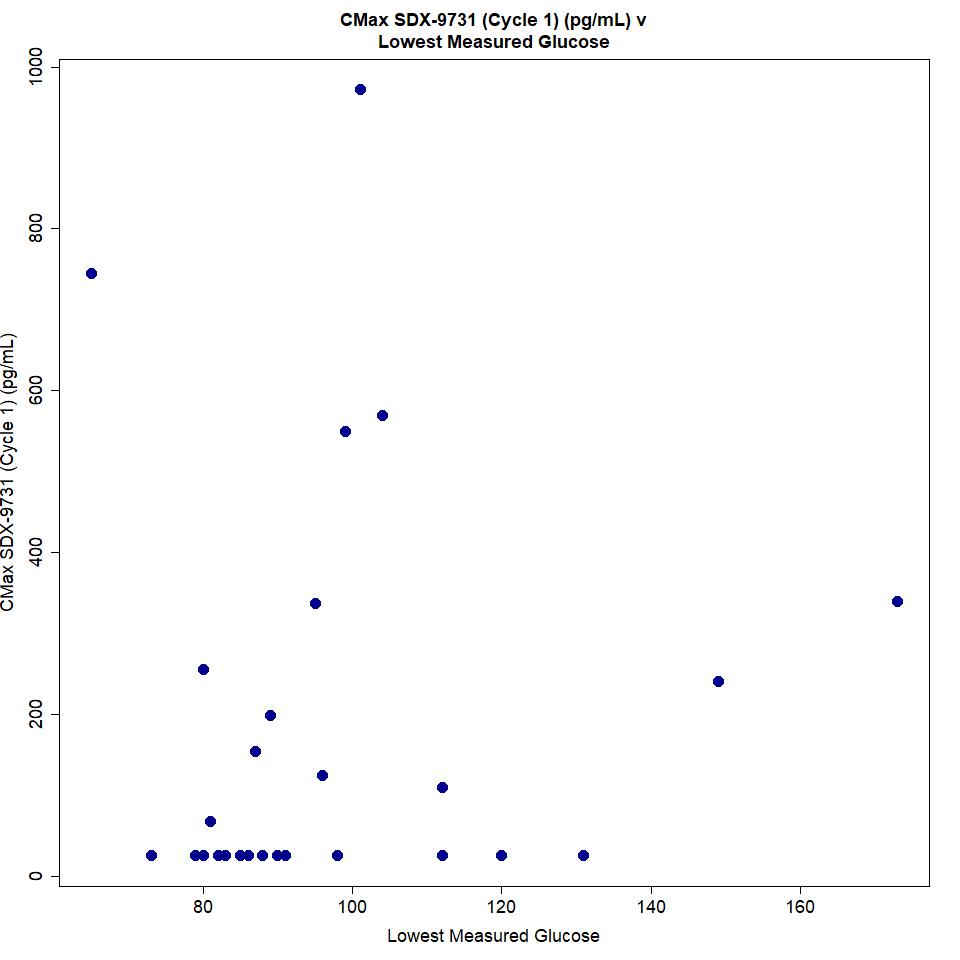 CMax SDX-9731 (Cycle 1) (pg/mL) v
Lowest Measured Glucose
1000
800
600
400
200
0
CMax SDX-9731 (Cycle 1) (pg/mL)
80 100 120 140 160
Lowest Measured Glucose